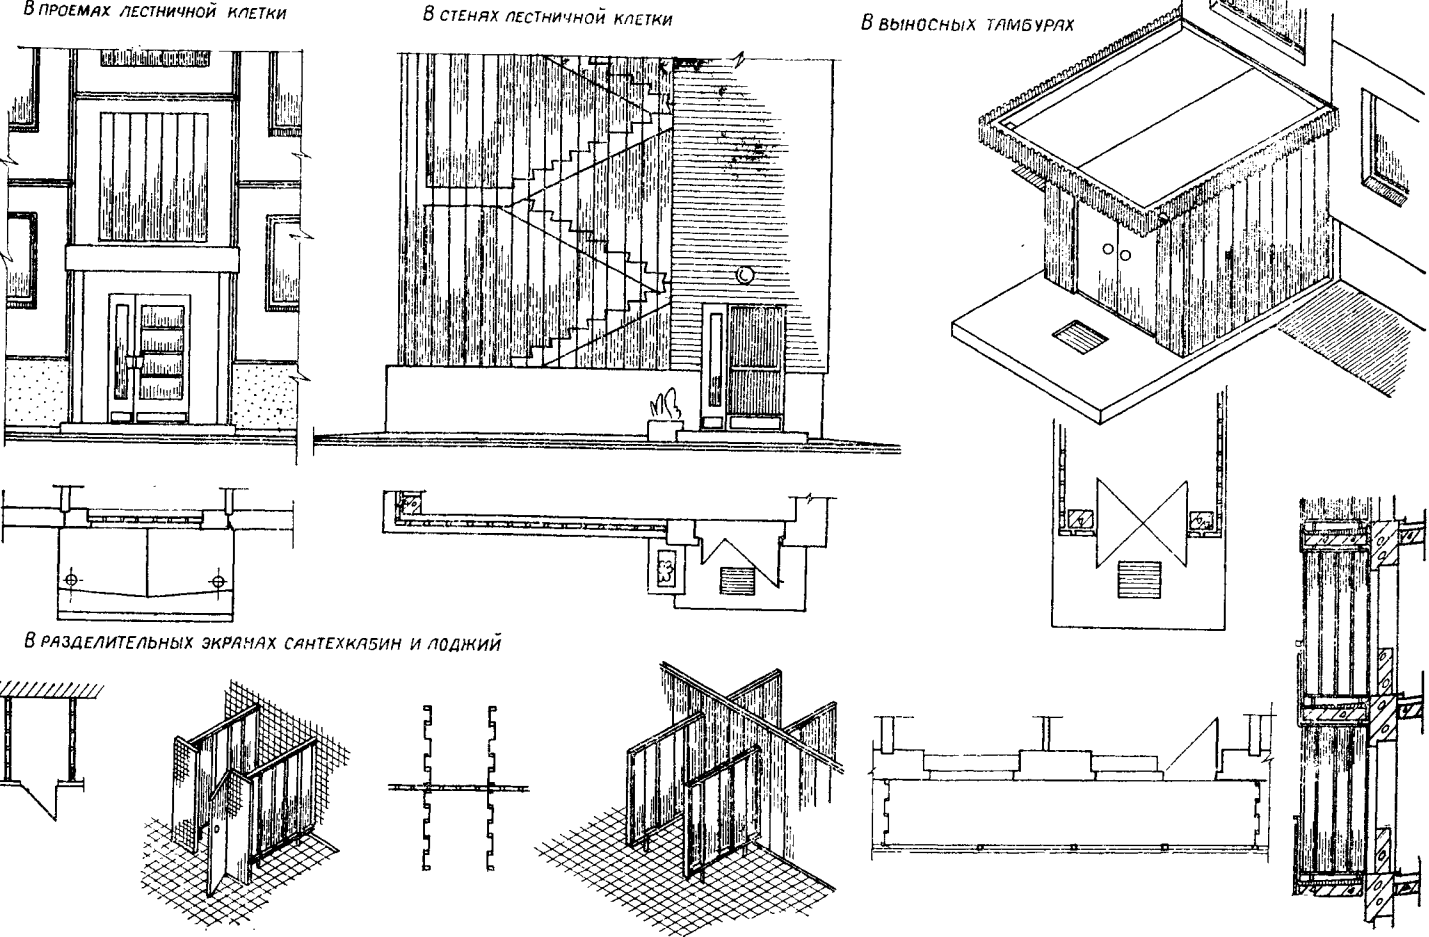 В ПРОЕМАХ ЛЕСТНИЧНОЙ КЛЕТКИ
В СТЕНАХ ЛЕСТНИЧНОЙ КЛЕТКИ
В ВЫНОСНЫХ ТАМБУРАХ
В РАЗДЕЛИТЕЛЬНЫХ ЭКРАНАХ САНТЕХКАБИН И ЛОДЖИЙ